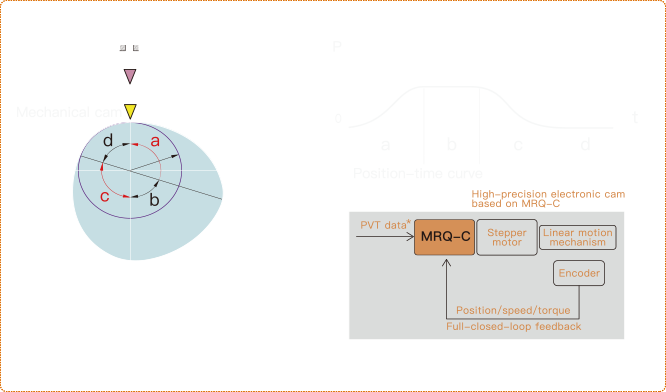 P
Mechanical cam
d
a
c
b
0
t
a
b
c
d
Position-time curve
High-precision electronic cam
based on MRQ-C
PVT data*
MRQ-C
Stepper
motor
Linear motion
mechanism
Encoder
Position/speed/torque
Full-closed-loop feedback